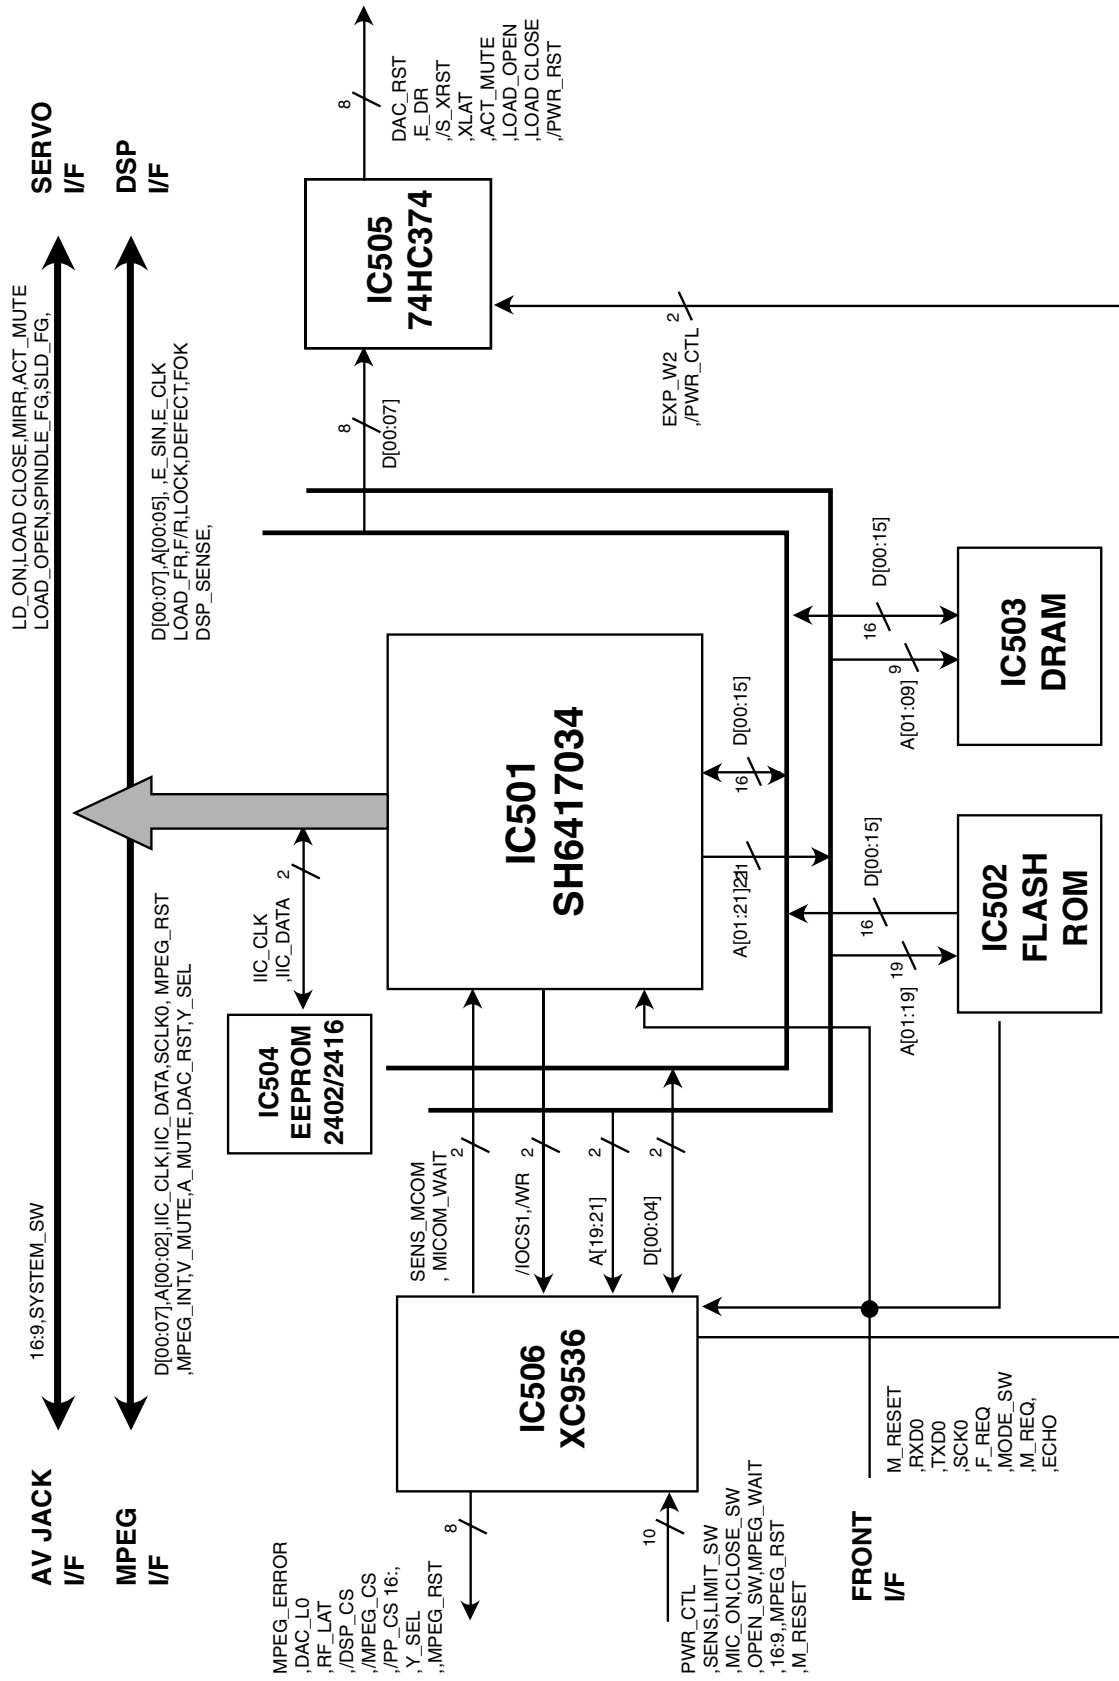 AV JACK
I/F
16:9,SYSTEM_SW
LD_ON,LOAD CLOSE,MIRR,ACT_MUTE
LOAD_OPEN,SPINDLE_FG,SLD_FG,
SERVO
I/F
MPEG
I/F
D[00:07],A[00:02],IIC_CLK,IIC_DATA,SCLK0, MPEG_RST
,MPEG_INT,V_MUTE,A_MUTE,DAC_RST,Y_SEL
D[00:07],A[00:05], ,E_SIN,E_CLK
LOAD_FR,F/R,LOCK,DEFECT,FOK
DSP_SENSE,
DSP
I/F
IC504
EEPROM
2402/2416
IIC_CLK
,IIC_DATA
2
MPEG_ERROR
,DAC_L0
,RF_LAT
,/DSP_CS
,/MPEG_CS
,/PP_CS 16:,
,Y_SEL
,,MPEG_RST
8
IC506
XC9536
SENS_MCOM
, MICOM_WAIT
2
/IOCS1,/WR
2
A[19:21]
2
D[00:04]
2
IC501
SH6417034
D[00:07]
8
IC505
74HC374
8
DAC_RST
,E_DR
,/S_XRST
,XLAT
,ACT_MUTE
,LOAD_OPEN
,LOAD CLOSE
,/PWR_RST
10
PWR_CTL
,SENS,LIMIT_SW
,MIC_ON,CLOSE_SW
,OPEN_SW,MPEG_WAIT
,16:9,,MPEG_RST
,M_RESET
A[01:21]
21
16
D[00:15]
EXP_W2
,/PWR_CTL
2
FRONT
I/F
M_RESET
,RXD0
,TXD0
,SCK0
,F_REQ
,MODE_SW
,M_REQ,
,ECHO
A[01:19]
19
16
D[00:15]
IC502
FLASH
ROM
A[01:09]
9
16
D[00:15]
IC503
DRAM